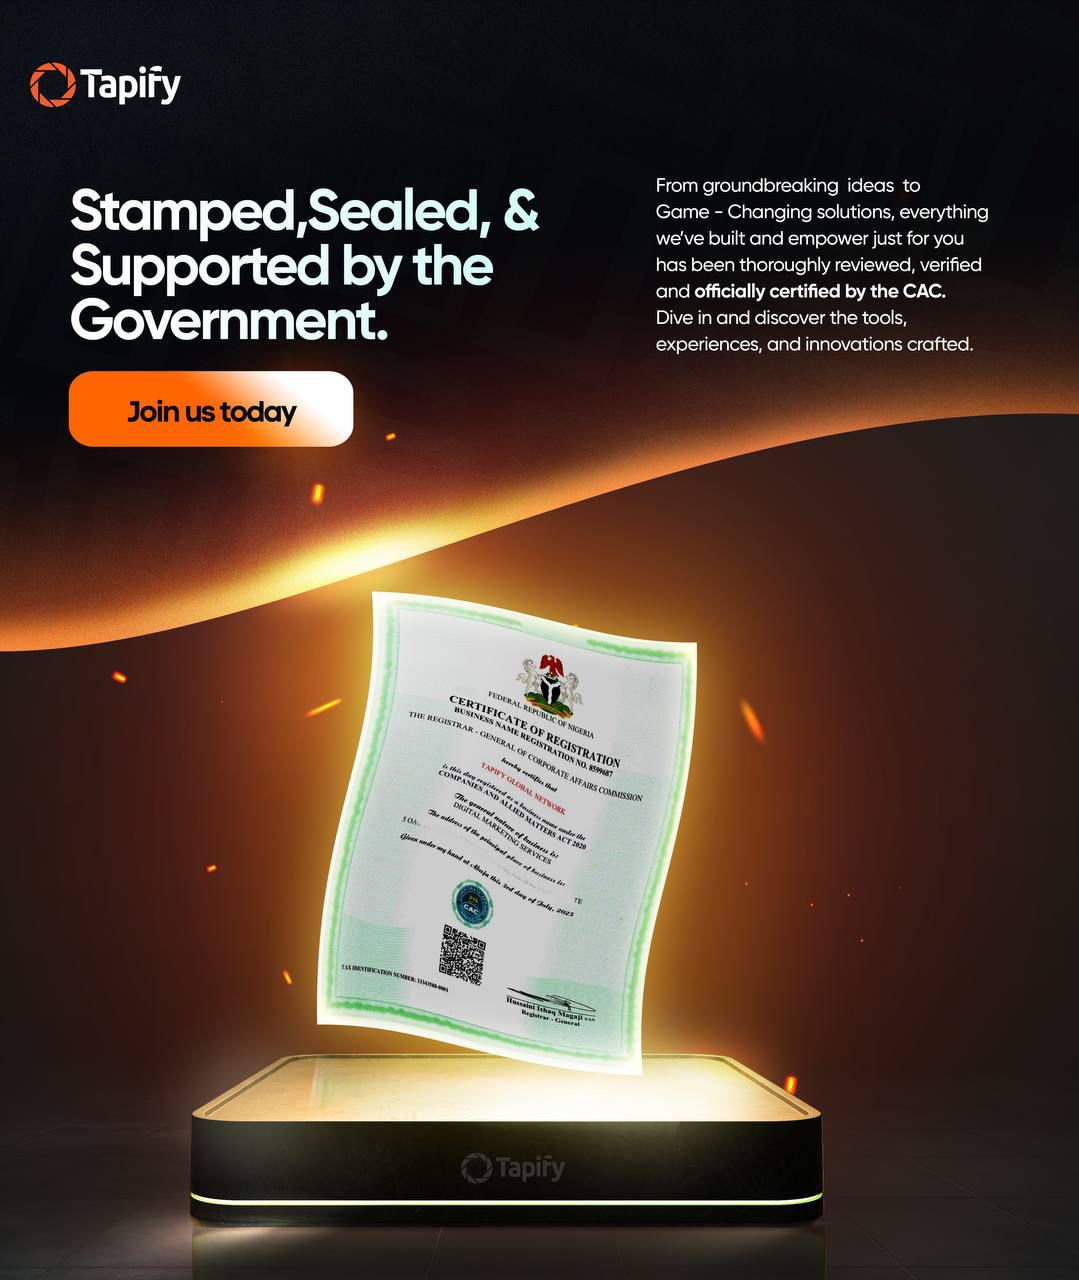 Tapify
Stamped,Sealed, &
Supported by the
Government.
Join us today
From groundbreaking ideas to
Game - Changing solutions, everything
we've built and empower just for you
has been thoroughly reviewed, verified
and officially certified by the CAC.
Dive in and discover the tools,
experiences, and innovations crafted.
FEDERAL REPUBLIC OF NIGERIA
CERTIFICATE OF REGISTRATION
BUSINESS NAME REGISTRATION NO. 8599687
THE REGISTRAR - GENERAL OF CORPORATE AFFAIRS COMMISSION
hereby certifies that
TAPIFY GLOBAL NETWORK
is this day registered as a business name under the
COMPANIES AND ALLIED MATTERS ACT 2020
The general nature of business is:
DIGITAL MARKETING SERVICES
The address of the principal place of business is:
5 OA
TE
Given under my hand at Abuja this 3rd day of July, 2025
CAC
TAX IDENTIFICATION NUMBER: 33343580-0001
Hussaini Ishaq Magaji SAN
Registrar - General
Tapify